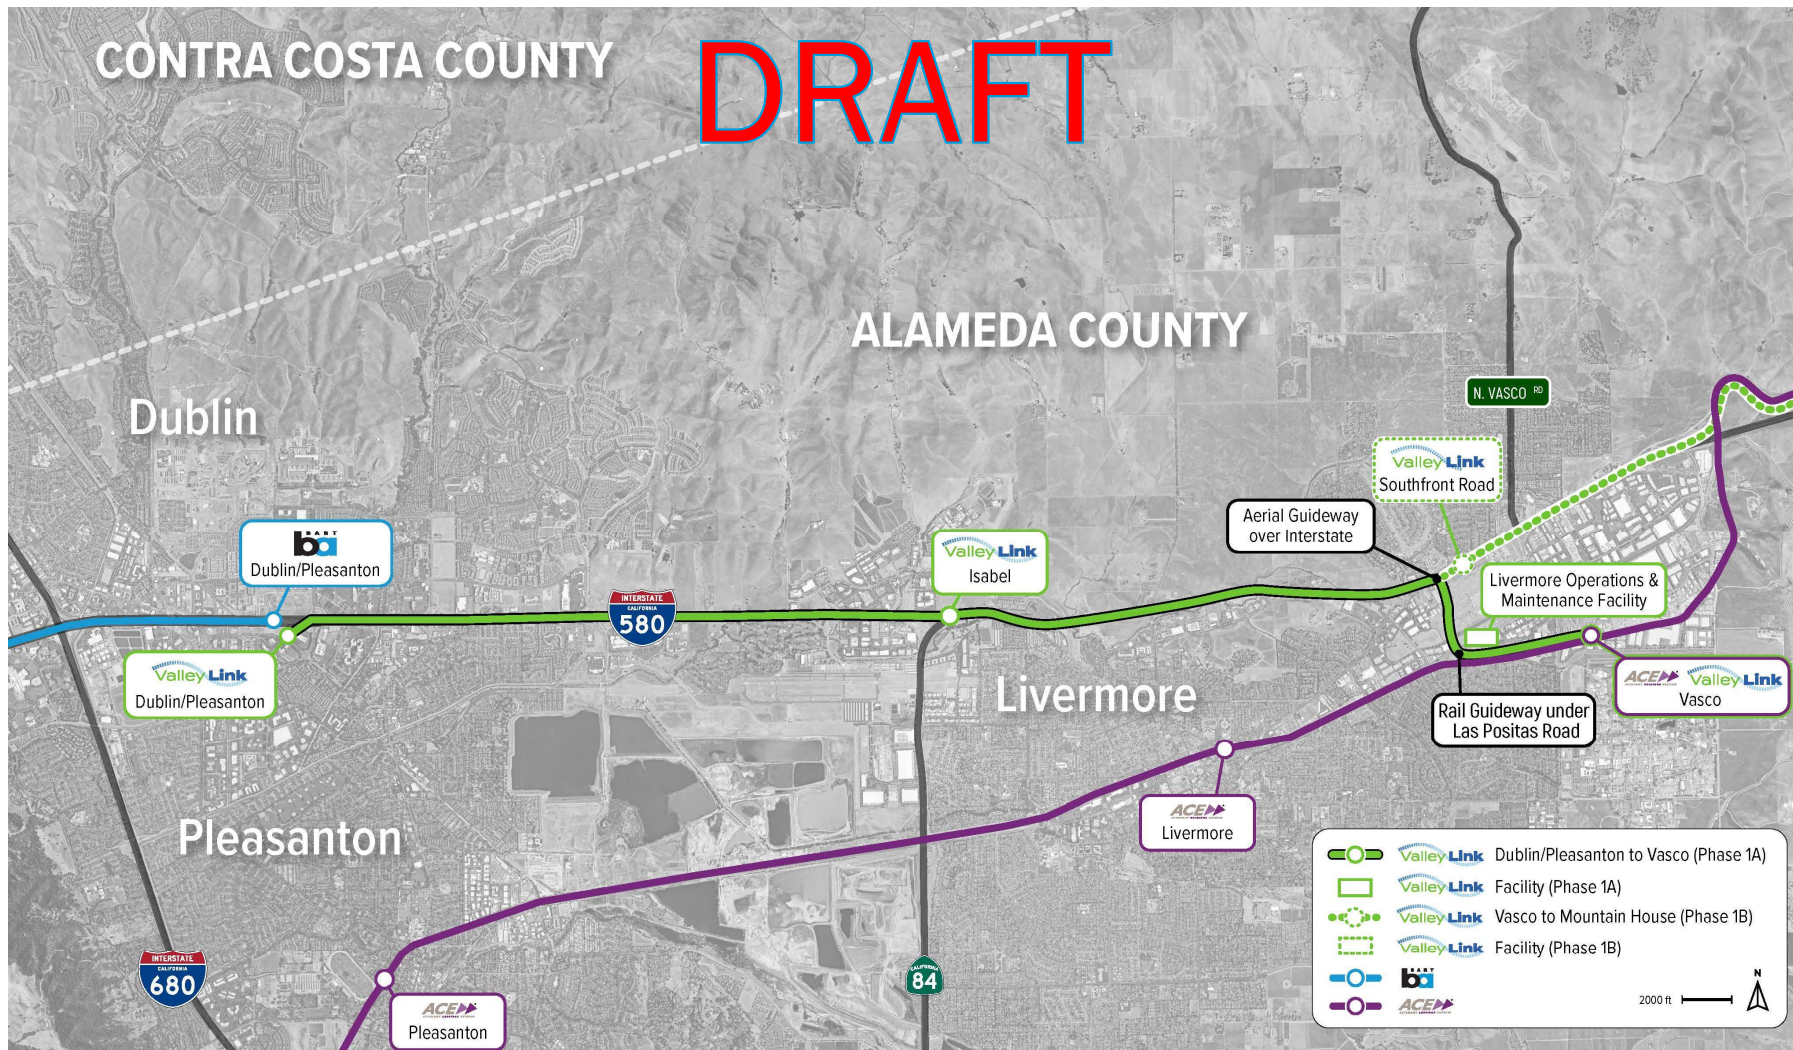 CONTRA COSTA COUNTY
DRAFT
ALAMEDA COUNTY
N. VASCO RD
Dublin
Valley Link
Southfront Road
Aerial Guideway
over Interstate
BART
ba
Dublin/Pleasanton
Valley Link
Isabel
Livermore Operations &
Maintenance Facility
INTERSTATE
CALIFORNIA
580
Valley Link
Dublin/Pleasanton
Livermore
ACE Valley Link
Vasco
Rail Guideway under
Las Positas Road
Pleasanton
ACE
Livermore
INTERSTATE
CALIFORNIA
680
CALIFORNIA
84
ACE
Pleasanton
Valley Link Dublin/Pleasanton to Vasco (Phase 1A)
Valley Link Facility (Phase 1A)
Valley Link Vasco to Mountain House (Phase 1B)
Valley Link Facility (Phase 1B)
BART
ba
ACE
N
2000 ft